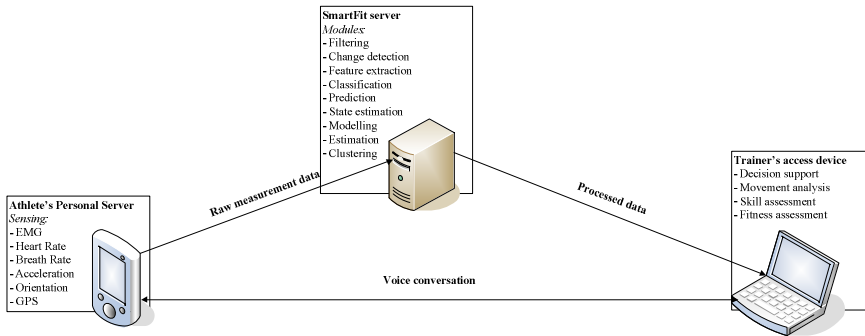 SmartFit server
Modules:
- Filtering
- Change detection
- Feature extraction
- Classification
- Prediction
- State estimation
- Modelling
- Estimation
- Clustering
Raw measurement data
Processed data
Athlete's Personal Server
Sensing:
- EMG
- Heart Rate
- Breath Rate
- Acceleration
- Orientation
- GPS
Voice conversation
Trainer's access device
- Decision support
- Movement analysis
- Skill assessment
- Fitness assessment